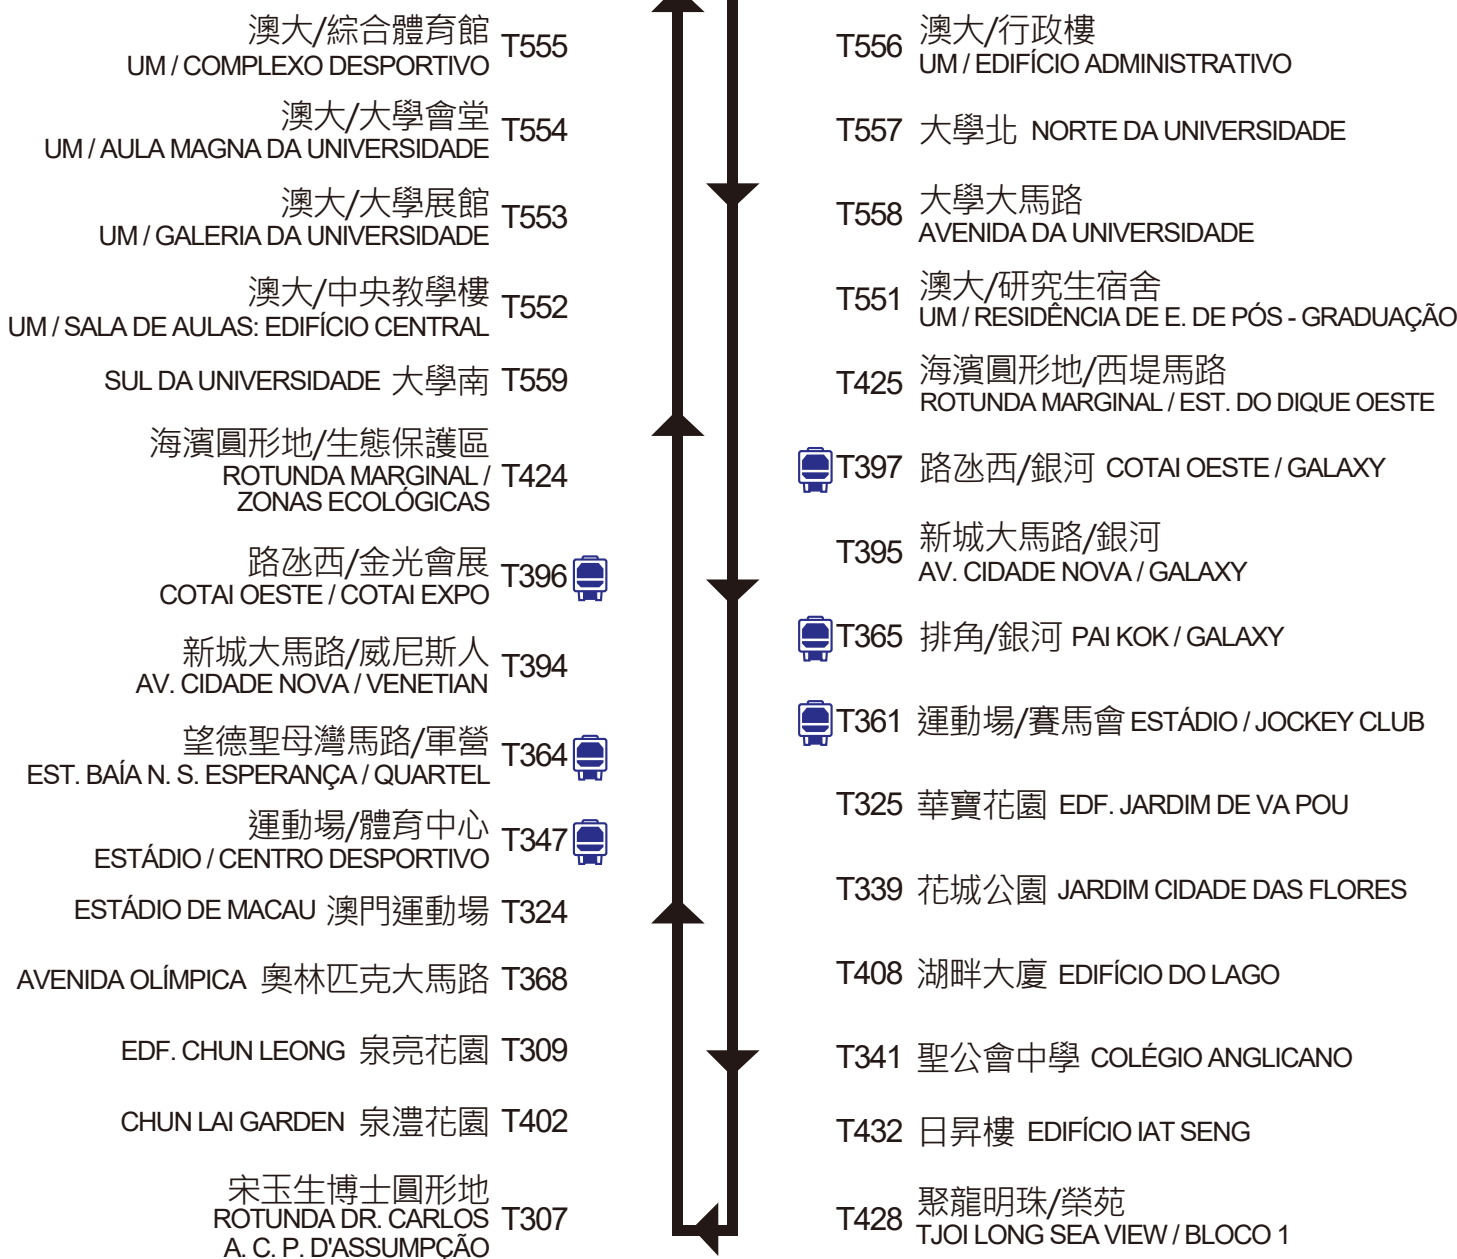 澳大/綜合體育館
UM / COMPLEXO DESPORTIVO
T555
澳大/大學會堂
UM / AULA MAGNA DA UNIVERSIDADE
T554
澳大/大學展館
UM / GALERIA DA UNIVERSIDADE
T553
澳大/中央教學樓
UM / SALA DE AULAS: EDIFÍCIO CENTRAL
T552
SUL DA UNIVERSIDADE 大學南 T559
海濱圓形地/生態保護區
ROTUNDA MARGINAL /
ZONAS ECOLÓGICAS
T424
路氹西/金光會展
COTAI OESTE / COTAI EXPO
T396
新城大馬路/威尼斯人
AV. CIDADE NOVA / VENETIAN
T394
望德聖母灣馬路/軍營
EST. BAÍA N. S. ESPERANÇA / QUARTEL
T364
運動場/體育中心
ESTÁDIO / CENTRO DESPORTIVO
T347
ESTÁDIO DE MACAU 澳門運動場 T324
AVENIDA OLÍMPICA 奧林匹克大馬路 T368
EDF. CHUN LEONG 泉亮花園 T309
CHUN LAI GARDEN 泉澧花園 T402
宋玉生博士圓形地
ROTUNDA DR. CARLOS
A. C. P. D'ASSUMPÇÃO
T307
T556
澳大/行政樓
UM / EDIFÍCIO ADMINISTRATIVO
T557 大學北 NORTE DA UNIVERSIDADE
T558
大學大馬路
AVENIDA DA UNIVERSIDADE
T551
澳大/研究生宿舍
UM / RESIDÊNCIA DE E. DE PÓS - GRADUAÇÃO
T425
海濱圓形地/西堤馬路
ROTUNDA MARGINAL / EST. DO DIQUE OESTE
T397 路氹西/銀河 COTAI OESTE / GALAXY
T395
新城大馬路/銀河
AV. CIDADE NOVA / GALAXY
T365 排角/銀河 PAI KOK / GALAXY
T361 運動場/賽馬會 ESTÁDIO / JOCKEY CLUB
T325 華寶花園 EDF. JARDIM DE VA POU
T339 花城公園 JARDIM CIDADE DAS FLORES
T408 湖畔大廈 EDIFÍCIO DO LAGO
T341 聖公會中學 COLÉGIO ANGLICANO
T432 日昇樓 EDIFÍCIO IAT SENG
T428
聚龍明珠/榮苑
TJOI LONG SEA VIEW / BLOCO 1